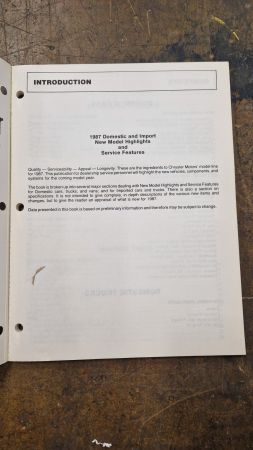 INTRODUCTION
1987 Domestic and Import
New Model Highlights
and
Service Features
Quality — Serviceability — Appeal — Longevity. These are the ingredients to Chrysler Motors' model line
for 1987. This publication for dealership service personnel will highlight the new vehicles, components, and
systems for the coming model year.
The book is broken up into several major sections dealing with New Model Highlights and Service Features
for Domestic cars, trucks, and vans; and for imported cars and trucks. There is also a section on
specifications. It is not intended to give complete, in depth descriptions of the various new items and
changes, but to give the reader an appraisal of what is new for 1987.
Data presented in this book is based on preliminary information and therefore may be subject to change.